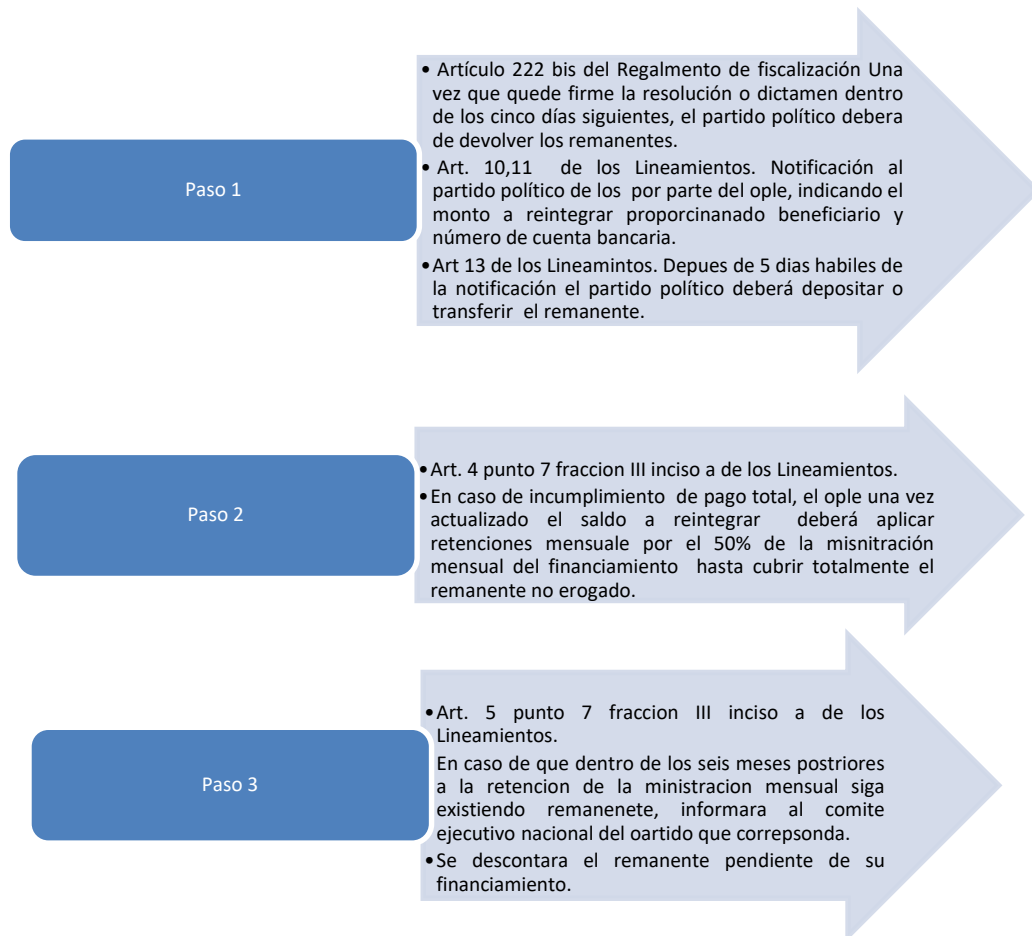 Paso 1
• Artículo 222 bis del Regalmento de fiscalización Una
vez que quede firme la resolución o dictamen dentro
de los cinco días siguientes, el partido político debera
de devolver los remanentes.
• Art. 10,11 de los Lineamientos. Notificación al
partido político de los por parte del ople, indicando el
monto a reintegrar proporcinanado beneficiario y
número de cuenta bancaria.
•Art 13 de los Lineamintos. Depues de 5 dias habiles de
la notificación el partido político deberá depositar o
transferir el remanente.
Paso 2
•Art. 4 punto 7 fraccion III inciso a de los Lineamientos.
•En caso de incumplimiento de pago total, el ople una vez
actualizado el saldo a reintegrar deberá aplicar
retenciones mensuale por el 50% de la misnitración
mensual del financiamiento hasta cubrir totalmente el
remanente no erogado.
Paso 3
•Art. 5 punto 7 fraccion III inciso a de los
Lineamientos.
En caso de que dentro de los seis meses postriores
a la retencion de la ministracion mensual siga
existiendo remanenete, informara al comite
ejecutivo nacional del oartido que correpsonda.
•Se descontara el remanente pendiente de su
financiamiento.